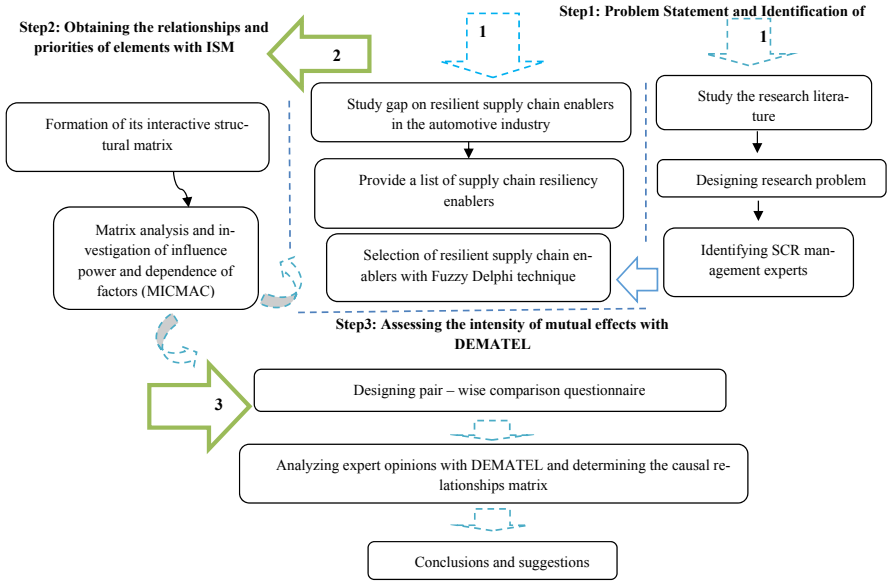 Step1: Problem Statement and Identification of
1
Study the research litera-
ture
Designing research problem
Identifying SCR man-
agement experts
1
Study gap on resilient supply chain enablers
in the automotive industry
Provide a list of supply chain resiliency
enablers
Selection of resilient supply chain en-
ablers with Fuzzy Delphi technique
Step2: Obtaining the relationships and
priorities of elements with ISM
2
Formation of its interactive struc-
tural matrix
Matrix analysis and in-
vestigation of influence
power and dependence of
factors (MICMAC)
Step3: Assessing the intensity of mutual effects with
DEMATEL
3
Designing pair – wise comparison questionnaire
Analyzing expert opinions with DEMATEL and determining the causal re-
lationships matrix
Conclusions and suggestions